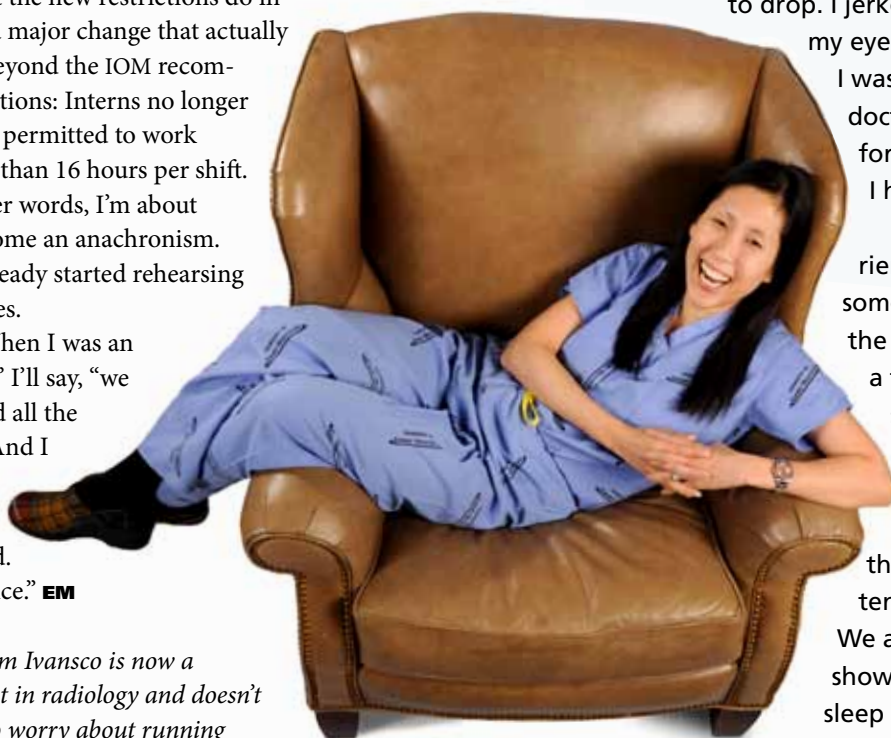 the new restrictions do in
major change that actually
eyond the IOM recom-
tions: Interns no longer
permitted to work
than 16 hours per shift.
er words, I’m about
ome an anachronism.
eady started rehearsing
es.
hen I was an
” I’ll say, “we
d all the
And I
d.
ce.” EM
m Ivansco is now a
t in radiology and doesn’t
worry about running
to drop. I jerk
my eye
I was
doct
for
I h
rie
som
the
a
th
ter
We a
show
sleep